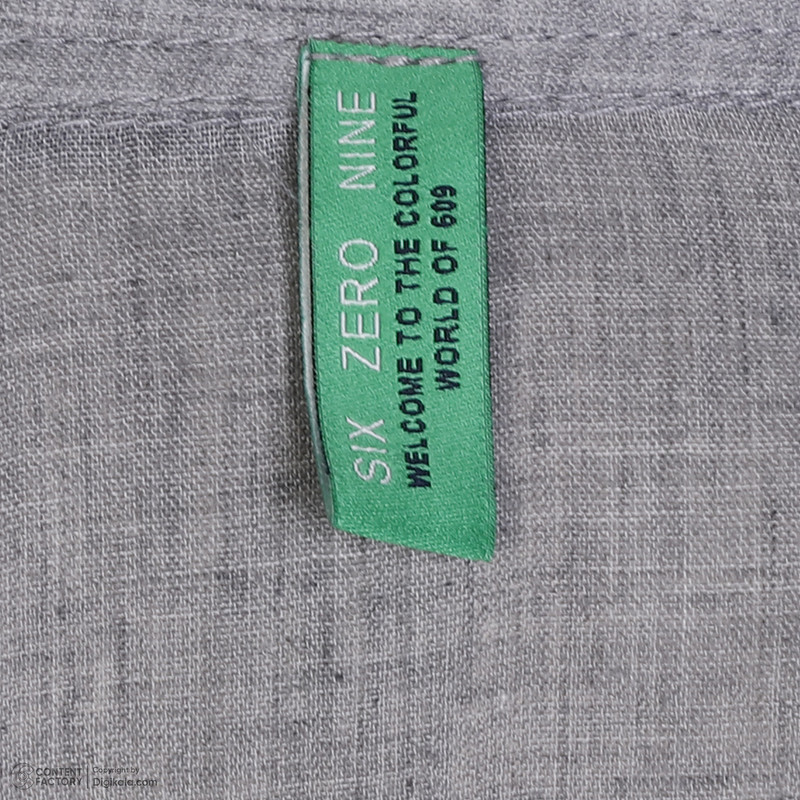 SIX ZERO NINE
WELCOME TO THE COLORFUL
WORLD OF 609
CONTENT
FACTORY
Copyright by
Digikala.com